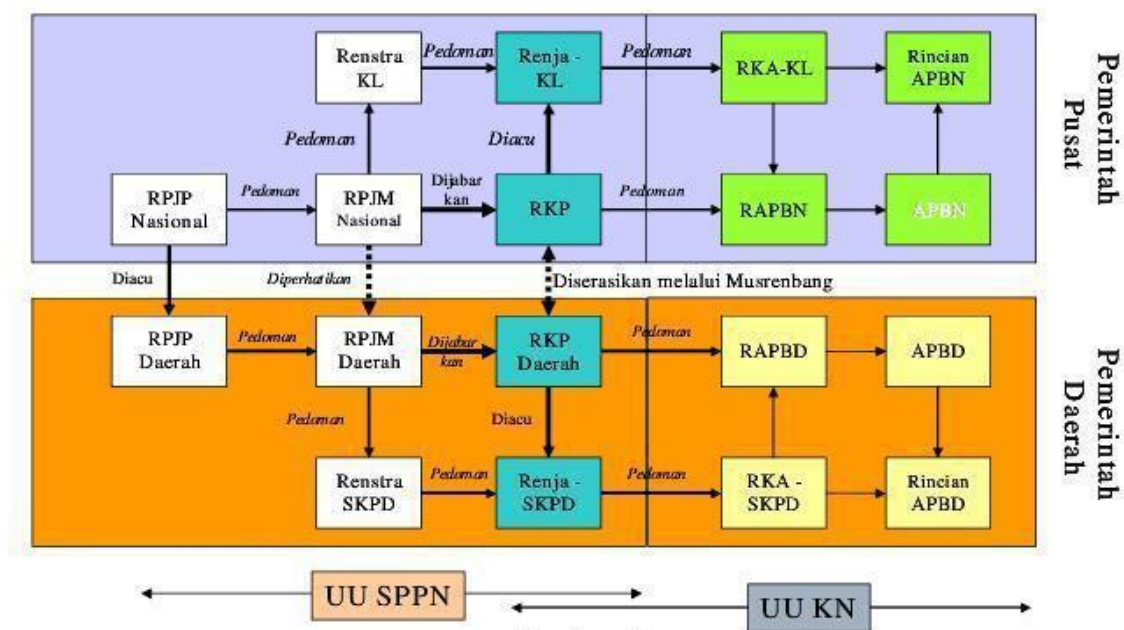 Renstra
KL
Pedoman
Renja -
KL
Pedoman
RKA-KL
Rincian
APBN
Pemerintah
Pusat
Pedoman
Diacu
RPJP
Nasional
Pedoman
RPJM
Nasional
Dijabar
kan
RKP
Pedoman
RAPBN
APBN
Diacu
Diperhatikan
Diserasikan melalui Musrenbang
RPJP
Daerah
Pedoman
RPJM
Daerah
Dijabar
kan
RKP
Daerah
Pedoman
RAPBD
APBD
Pemerintah
Daerah
Pedoman
Diacu
Renstra
SKPD
Pedoman
Renja -
SKPD
Pedoman
RKA -
SKPD
Rincian
APBD
UU SPPN
UU KN